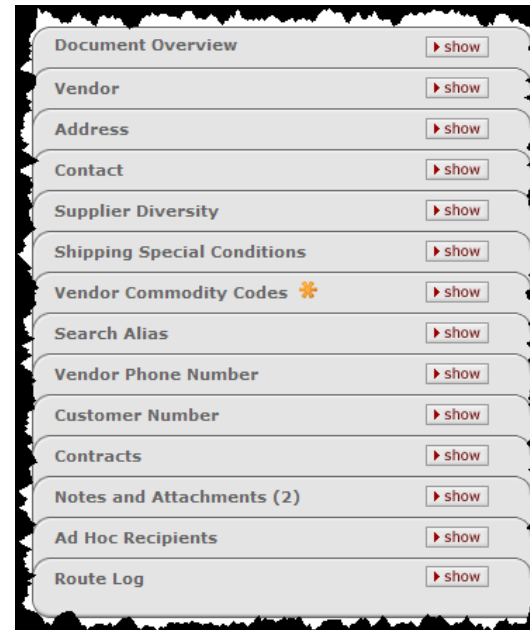 Document Overview show
Vendor show
Address show
Contact show
Supplier Diversity show
Shipping Special Conditions show
Vendor Commodity Codes show
Search Alias show
Vendor Phone Number show
Customer Number show
Contracts show
Notes and Attachments (2) show
Ad Hoc Recipients show
Route Log show